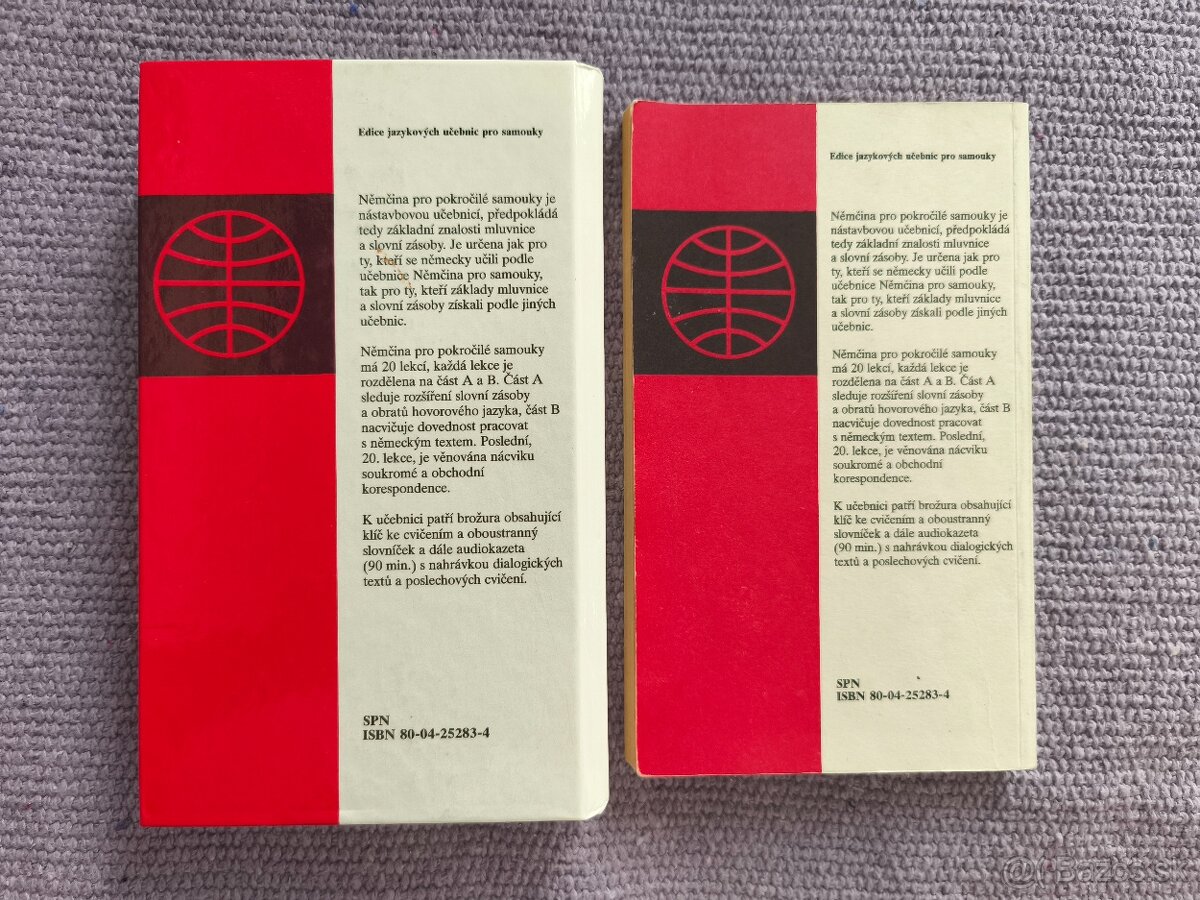 Edice jazykových učebnic pro samouky
Němčina pro pokročilé samouky je
nástavbovou učebnicí, předpokládá
tedy základní znalosti mluvnice
a slovní zásoby. Je určena jak pro
ty, kteří se německy učili podle
učebnice Němčina pro samouky,
tak pro ty, kteří základy mluvnice
a slovní zásoby získali podle jiných
učebnic.
Němčina pro pokročilé samouky
má 20 lekcí, každá lekce je
rozdělena na část A a B. Část A
sleduje rozšíření slovní zásoby
a obratů hovorového jazyka, část B
nacvičuje dovednost pracovat
s německým textem. Poslední,
20. lekce, je věnována nácviku
soukromé a obchodní
korespondence.
K učebnici patří brožura obsahující
klíč ke cvičením a oboustranný
slovníček a dále audiokazeta
(90 min.) s nahrávkou dialogických
textů a poslechových cvičení.
SPN
ISBN 80-04-25283-4
Edice jazykových učebnic pro samouky
Němčina pro pokročilé samouky je
nástavbovou učebnicí, předpokládá
tedy základní znalosti mluvnice
a slovní zásoby. Je určena jak pro
ty, kteří se německy učili podle
učebnice Němčina pro samouky,
tak pro ty, kteří základy mluvnice
a slovní zásoby získali podle jiných
učebnic.
Němčina pro pokročilé samouky
má 20 lekcí, každá lekce je
rozdělena na část A a B. Část A
sleduje rozšíření slovní zásoby
a obratů hovorového jazyka, část B
nacvičuje dovednost pracovat
s německým textem. Poslední,
20. lekce, je věnována nácviku
soukromé a obchodní
korespondence.
K učebnici patří brožura obsahující
klíč ke cvičením a oboustranný
slovníček a dále audiokazeta
(90 min.) s nahrávkou dialogických
textů a poslechových cvičení.
SPN
ISBN 80-04-25283-4